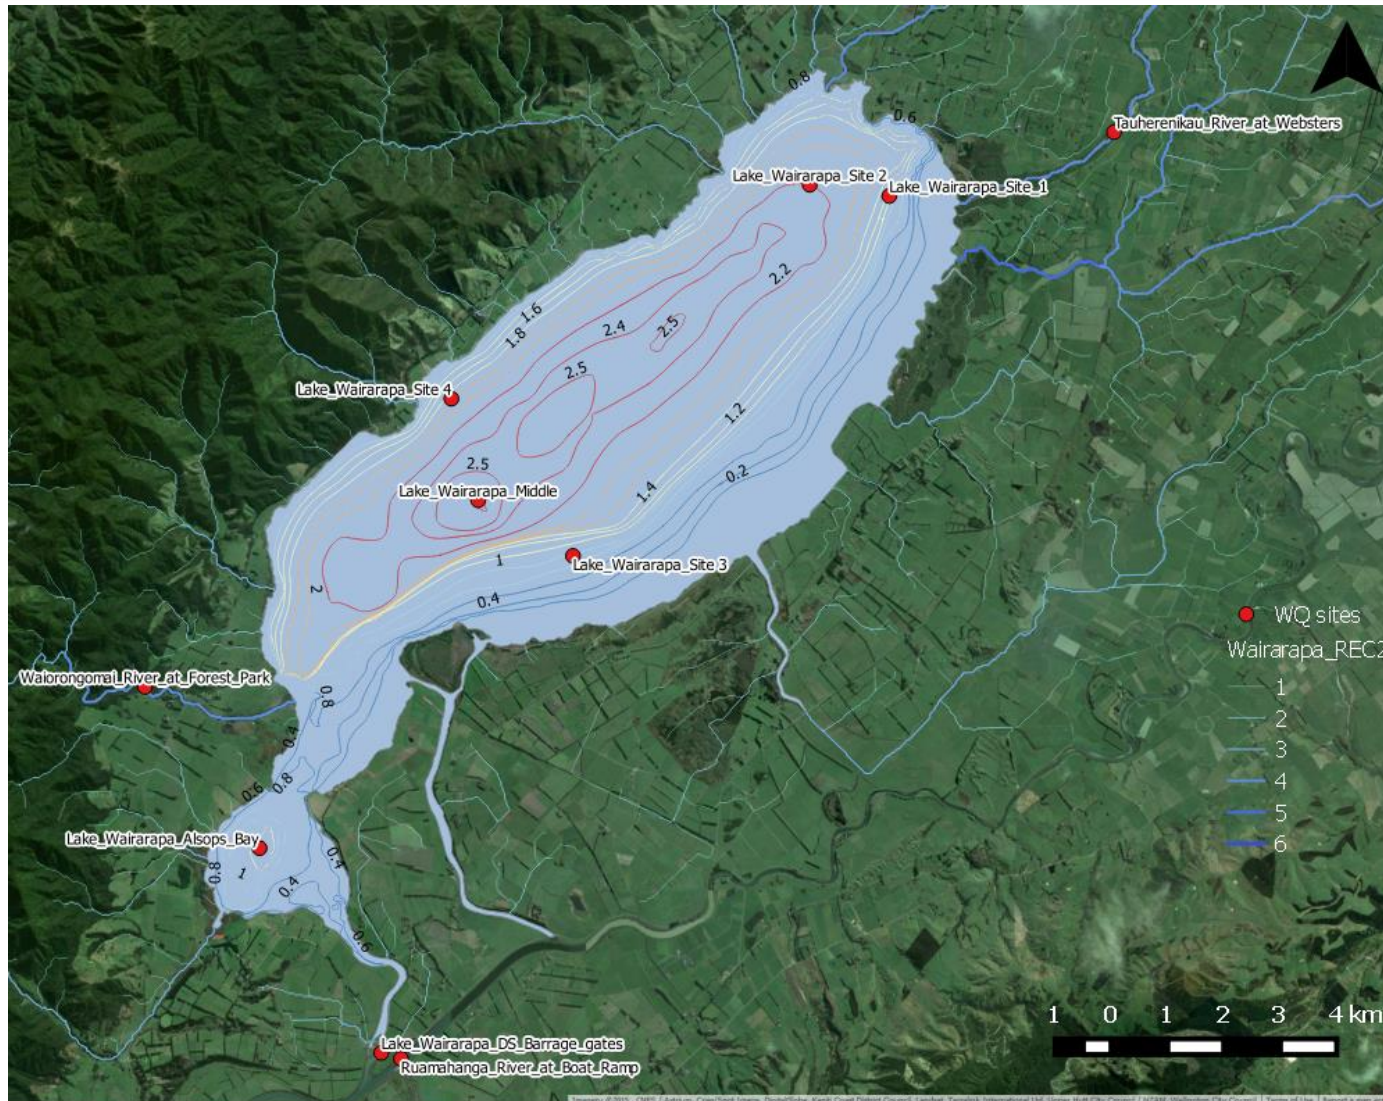 0.8
0.6
Tauherenikau_River_at_Websters
Lake_Wairarapa_Site 2
Lake_Wairarapa_Site_1
2.2
1.6
2.4
2.5
1.8
2.5
Lake_Wairarapa_Site 4
1.2
2.5
0.2
Lake_Wairarapa_Middle
1.4
1
Lake_Wairarapa_Site 3
2
0.4
WQ sites
Wairarapa_REC2
Waiorongomai_River_at_Forest_Park
1
0.8
2
0.4
3
0.8
0.6
4
5
Lake_Wairarapa_Alsops_Bay
6
0.4
0.8
1
0.4
0.6
1 0 1 2 3 4 km
Lake_Wairarapa_DS_Barrage_gates
Ruamahanga_River_at_Boat_Ramp